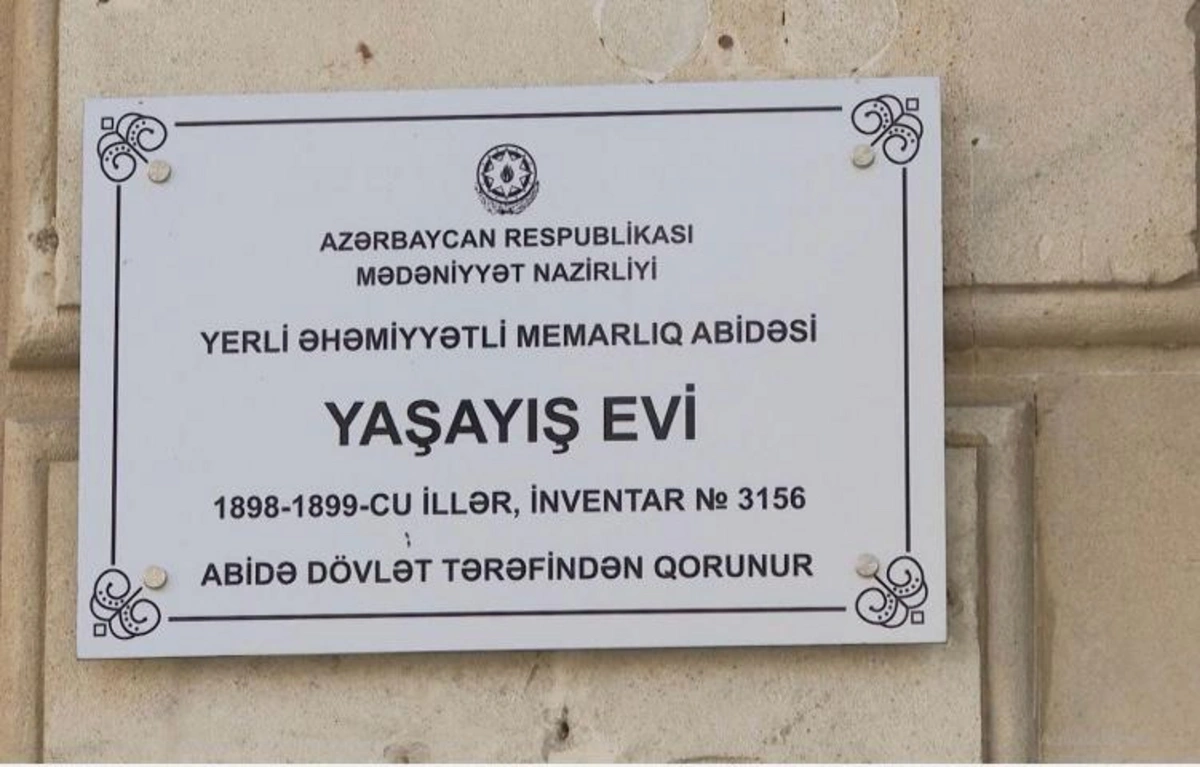 AZƏRBAYCAN RESPUBLİKASI
MƏDƏNİYYƏT NAZİRLİYİ
YERLİ ƏHƏMİYYƏTLİ MEMARLIQ ABİDƏSİ
YAŞAYIŞ EVİ
1898-1899-CU İLLƏR, İNVENTAR № 3156
ABİDƏ DÖVLƏT TƏRƏFİNDƏN QORUNUR